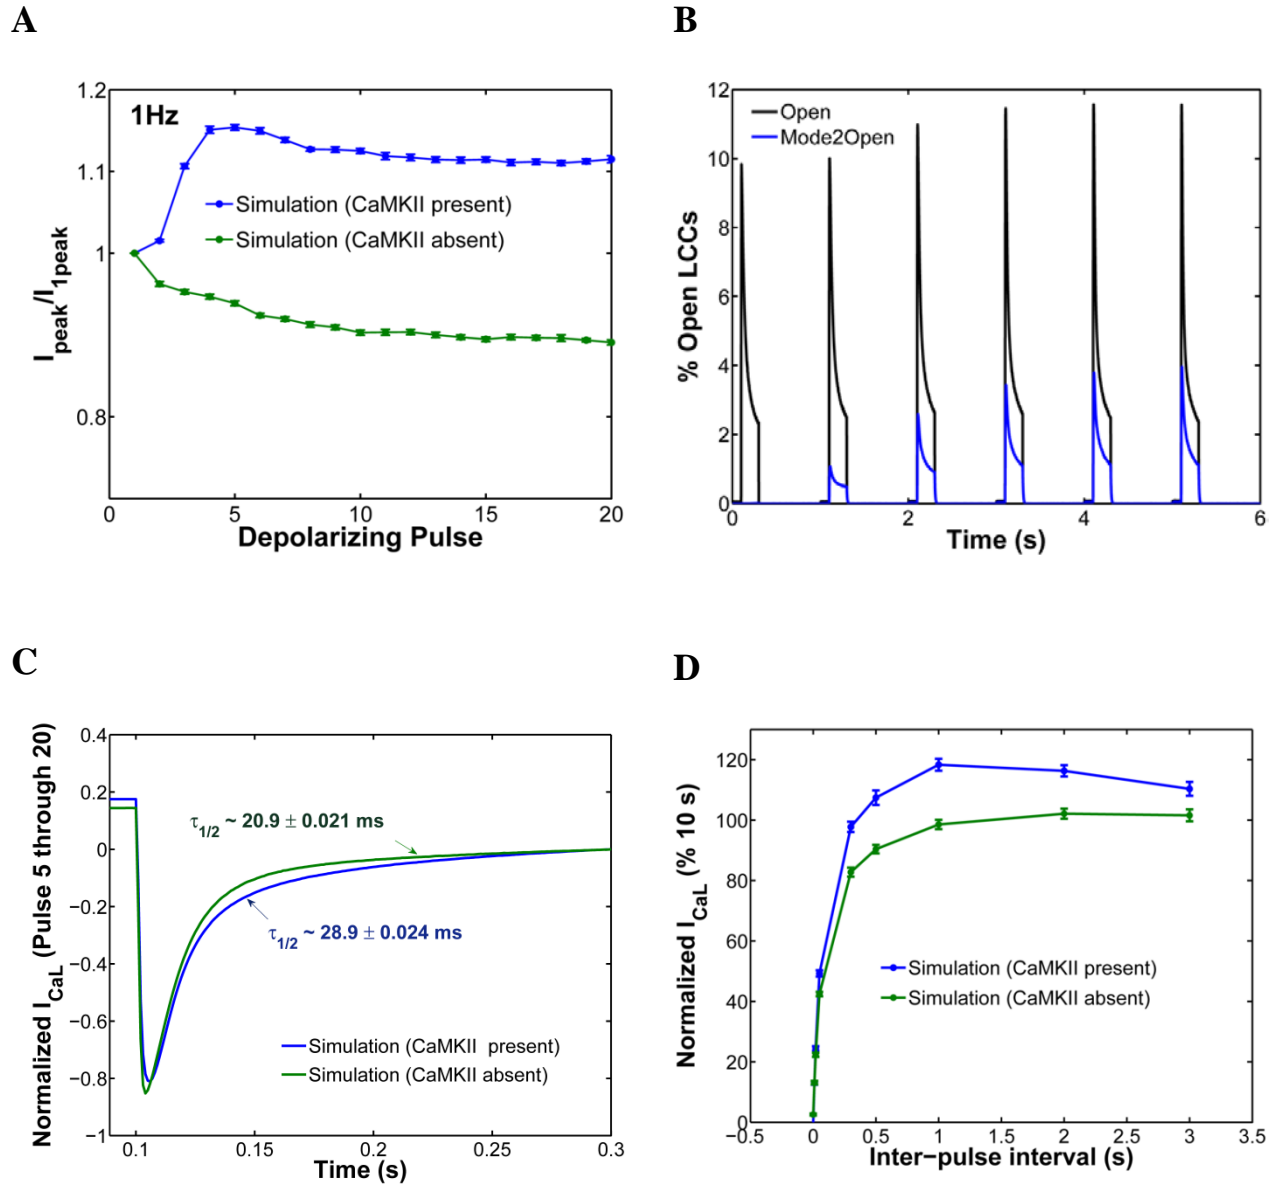 A
1Hz
1.2
1.1
1
0.8
0
5
10
15
20
Simulation (CaMKII present)
Simulation (CaMKII absent)
Ipeak/I1peak
Depolarizing Pulse
B
12
10
8
6
4
2
0
0
2
4
6
Open
Mode2Open
% Open LCCs
Time (s)
C
0.4
0.2
0
−0.2
−0.4
−0.6
−0.8
−1
0.1
0.15
0.2
0.25
0.3
τ1/2 ~ 20.9 ± 0.021 ms
τ1/2 ~ 28.9 ± 0.024 ms
Simulation (CaMKII present)
Simulation (CaMKII absent)
Normalized ICaL (Pulse 5 through 20)
Time (s)
D
120
100
80
60
40
20
0
−0.5
0
0.5
1
1.5
2
2.5
3
3.5
Simulation (CaMKII present)
Simulation (CaMKII absent)
Normalized ICaL (% 10 s)
Inter−pulse interval (s)